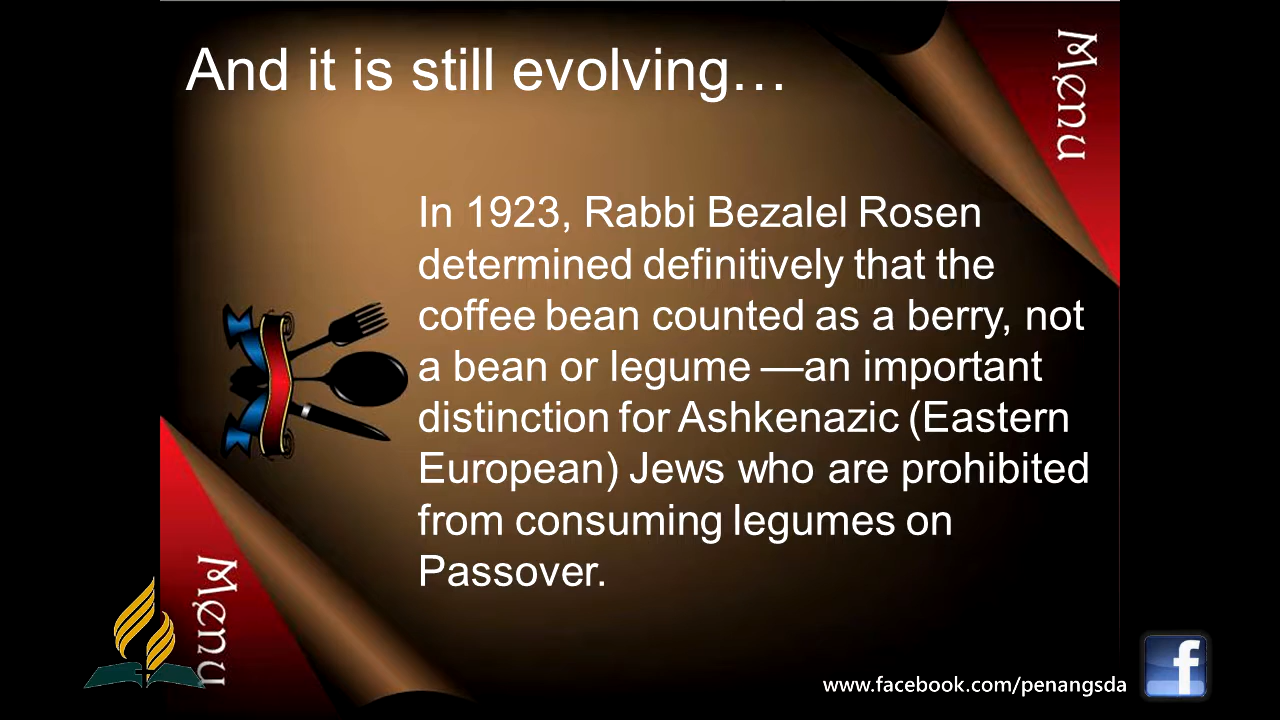 And it is still evolving…
Menu
In 1923, Rabbi Bezalel Rosen
determined definitively that the
coffee bean counted as a berry, not
a bean or legume —an important
distinction for Ashkenazic (Eastern
European) Jews who are prohibited
from consuming legumes on
Passover.
Menu
www.facebook.com/penangsda
f